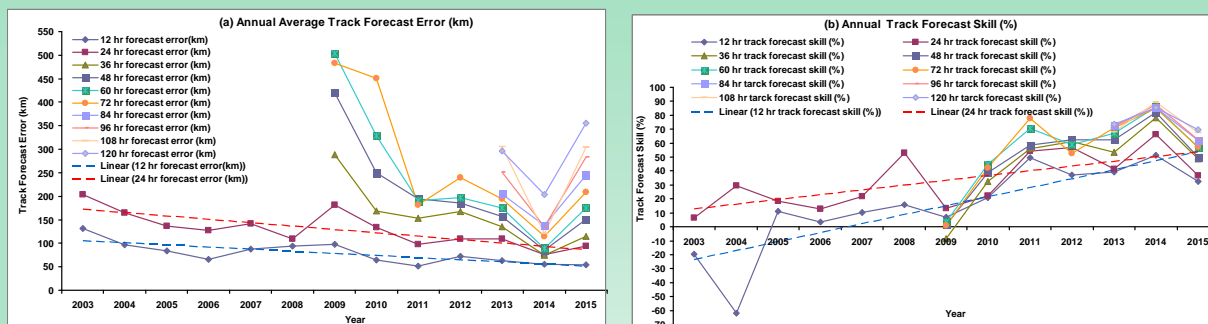 (a) Annual Average Track Forecast Error (km)
550
500
450
400
350
300
250
200
150
100
50
0
Track Forecast Error (km)
12 hr forecast error(km)
24 hr forecast error (km)
36 hr forecast error (km)
48 hr forecast error (km)
60 hr forecast error (km)
72 hr forecast error (km)
84 hr forecast error (km)
96 hr forecast error (km)
108 hr forecast error (km)
120 hr forecast error (km)
Linear (12 hr forecast error(km))
Linear (24 hr forecast error (km))
2003 2004 2005 2006 2007 2008 2009 2010 2011 2012 2013 2014 2015
Year
(b) Annual Track Forecast Skill (%)
12 hr track forecast skill (%) 24 hr track forecast skill (%)
36 hr track forecast skill (%) 48 hr track forecast skill (%)
60 hr track forecast skill (%) 72 hr track forecast skill (%)
84 hr tarck forecast skill (%) 96 hr tarck forecast skill (%)
108 hr tarck forecast skill (%) 120 hr tarck forecast skill (%)
Linear (12 hr track forecast skill (%)) Linear (24 hr track forecast skill (%))
100
90
80
70
60
50
40
30
20
10
0
-10
-20
-30
-40
-50
-60
-70
Track Forecast Skill (%)
2003 2004 2005 2006 2007 2008 2009 2010 2011 2012 2013 2014 2015
Year